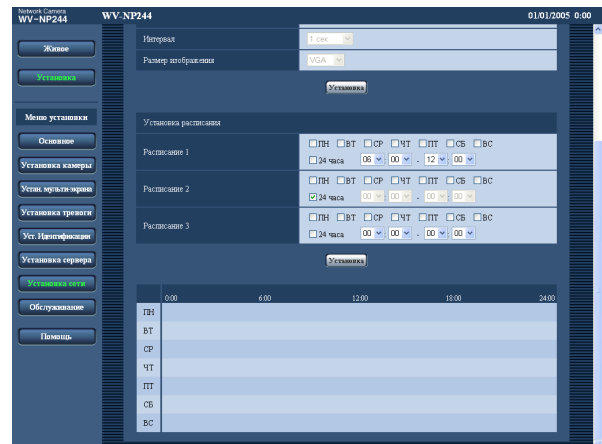 Network Camera
WV-NP244
WV-NP244 01/01/2005 0:00
Живое
Установка
Меню установки
Основное
Установка камеры
Устан. мульти-экрана
Установка тревоги
Уст. Идентификации
Установка сервера
Установка сети
Обслуживание
Помощь
Интервал 1 сек
Размер изображения VGA
Установка
Установка расписания
Расписание 1 ПН ВТ СР ЧТ ПТ СБ ВС
24 часа 06 : 00 - 12 : 00
Расписание 2 ПН ВТ СР ЧТ ПТ СБ ВС
24 часа 00 : 00 - 00 : 00
Расписание 3 ПН ВТ СР ЧТ ПТ СБ ВС
24 часа 00 : 00 - 00 : 00
Установка
0:00 6:00 12:00 18:00 24:00
ПН
ВТ
СР
ЧТ
ПТ
СБ
ВС